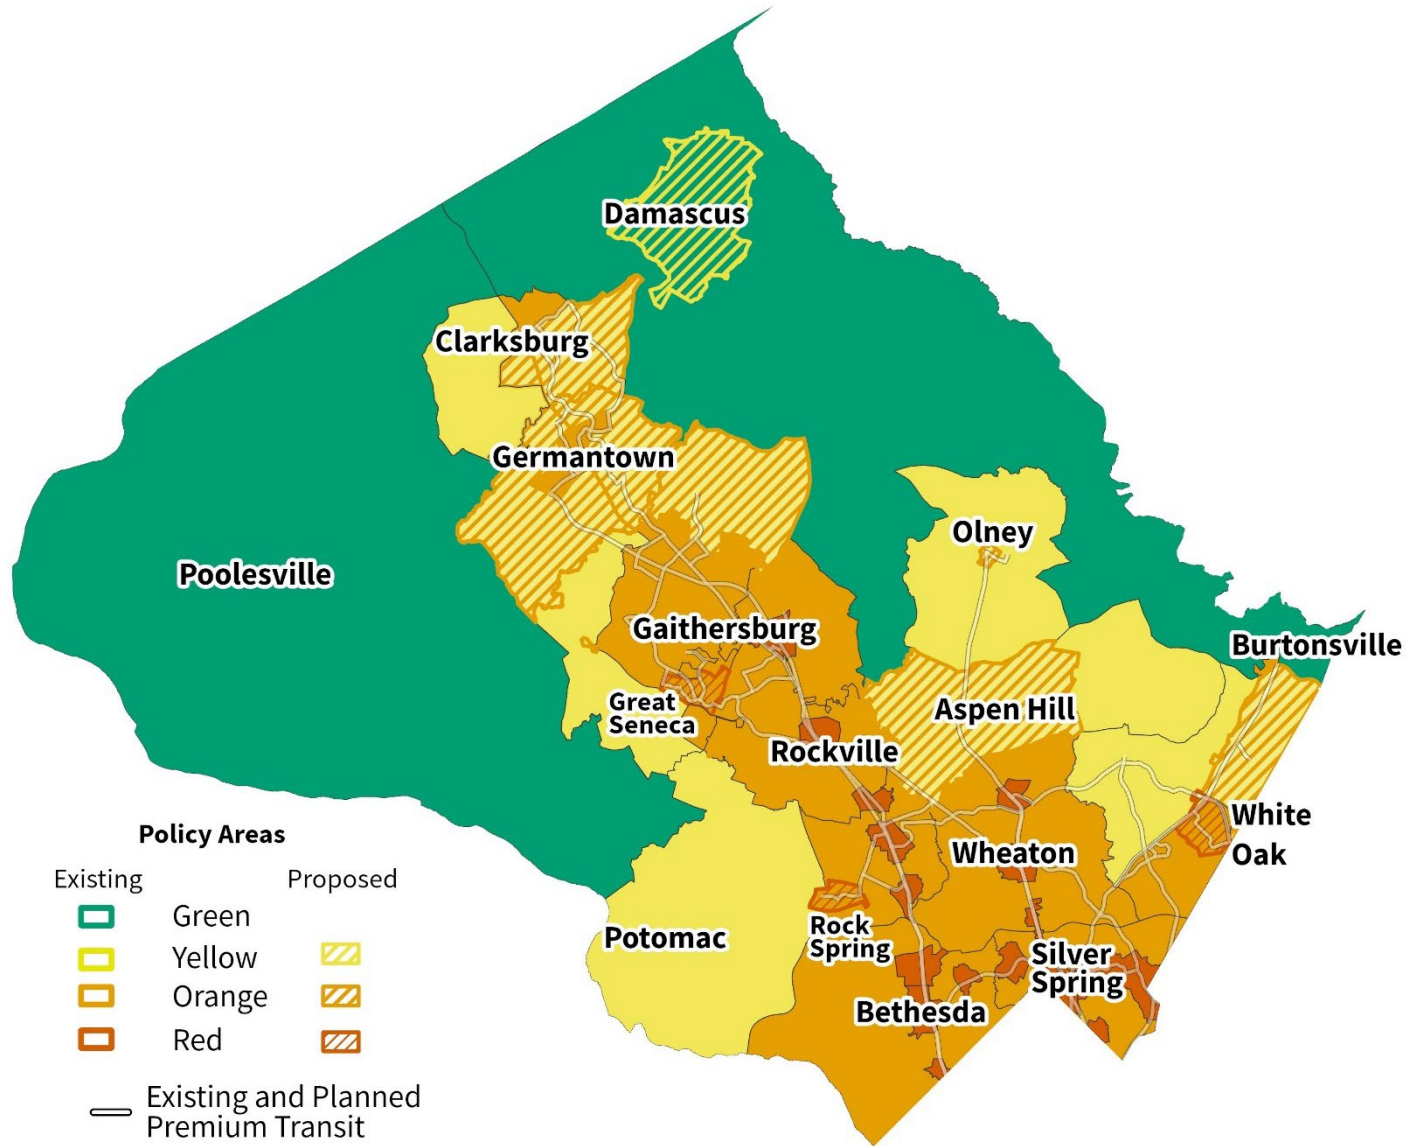 Damascus
Clarksburg
Germantown
Olney
Poolesville
Gaithersburg
Burtonsville
Great
Seneca
Aspen Hill
Rockville
White
Oak
Wheaton
Rock
Spring
Potomac
Silver
Spring
Bethesda
Policy Areas
Existing Proposed
Green
Yellow
Orange
Red
Existing and Planned
Premium Transit